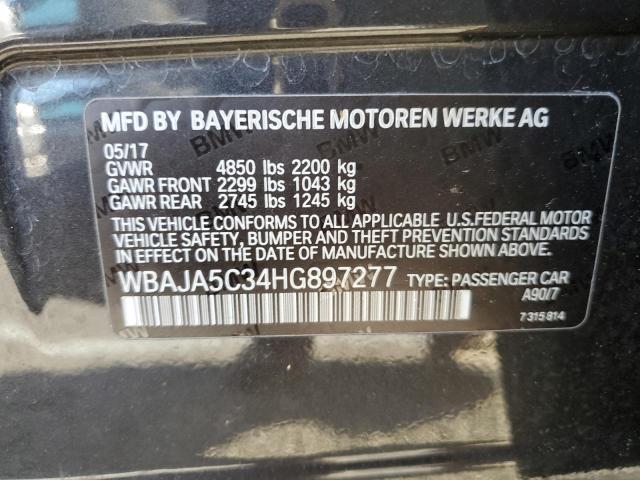 MFD BY BAYERISCHE MOTOREN WERKE AG
05/17
GVWR 4850 lbs 2200 kg
GAWR FRONT 2299 lbs 1043 kg
GAWR REAR 2745 lbs 1245 kg
THIS VEHICLE CONFORMS TO ALL APPLICABLE U.S.FEDERAL MOTOR
VEHICLE SAFETY, BUMPER AND THEFT PREVENTION STANDARDS
IN EFFECT ON THE DATE OF MANUFACTURE SHOWN ABOVE.
WBAJA5C34HG897277 TYPE: PASSENGER CAR
A90/7
7 315 814